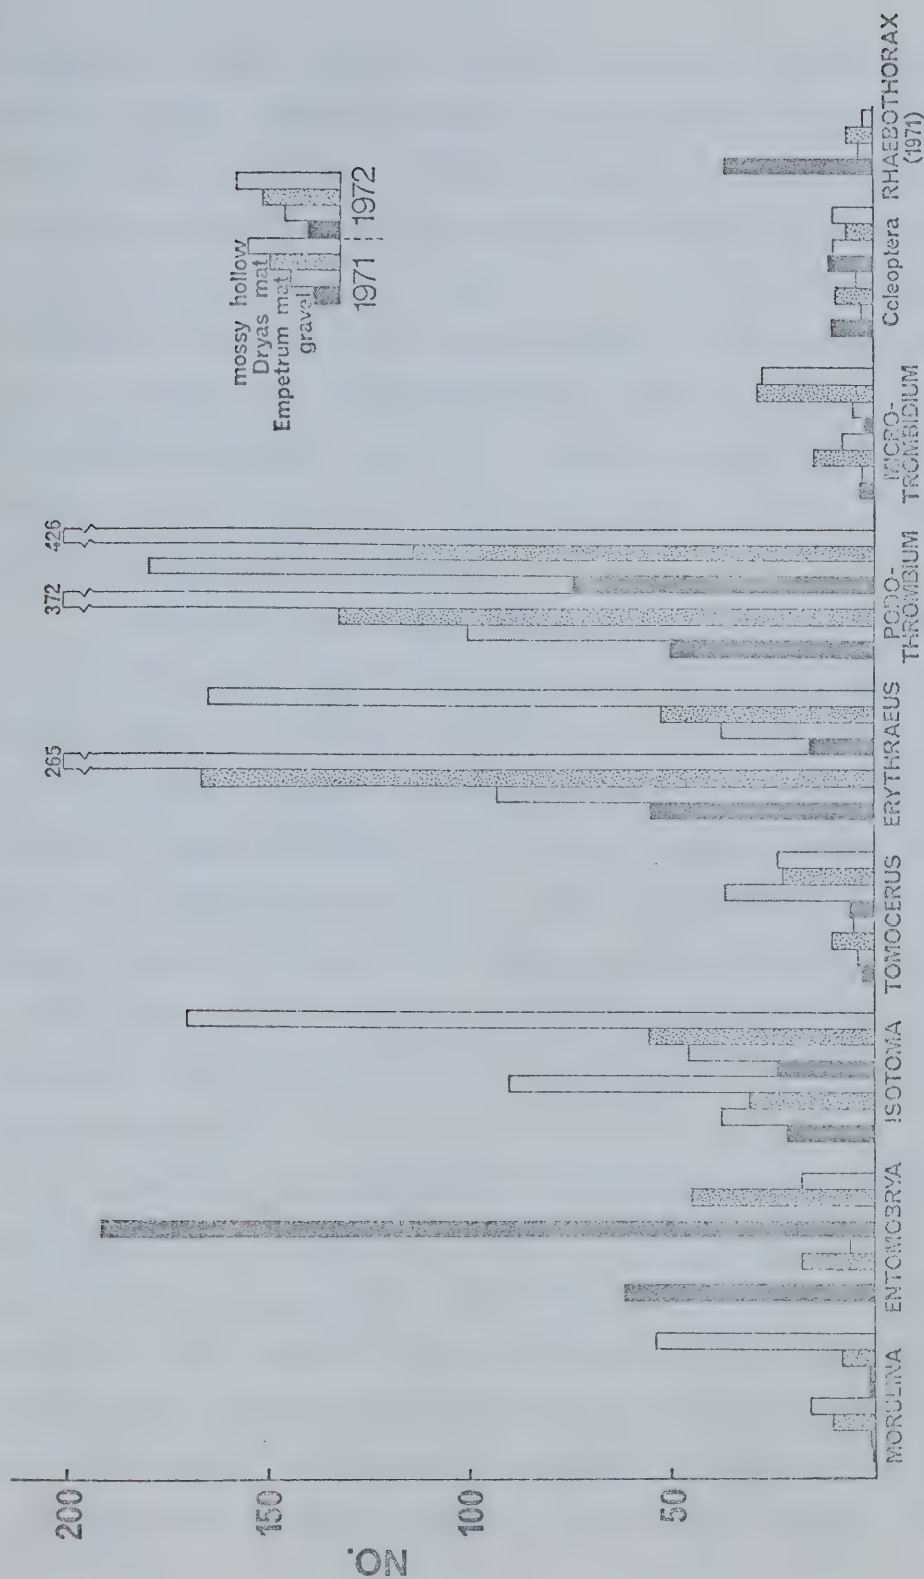 NO.
200
150
100
50
265
372
426
mossy hollow
Dryas mat
Empetrum mat
gravel
1971 1972
MORULINA
ENTOMOBRYA
ISOTOMA
TOMOCERUS
ERYTHRAEUS
PODO-
THROMBIUM
MICRO-
TROMBIDIUM
Coleoptera
RHAEBOTHORAX
(1971)